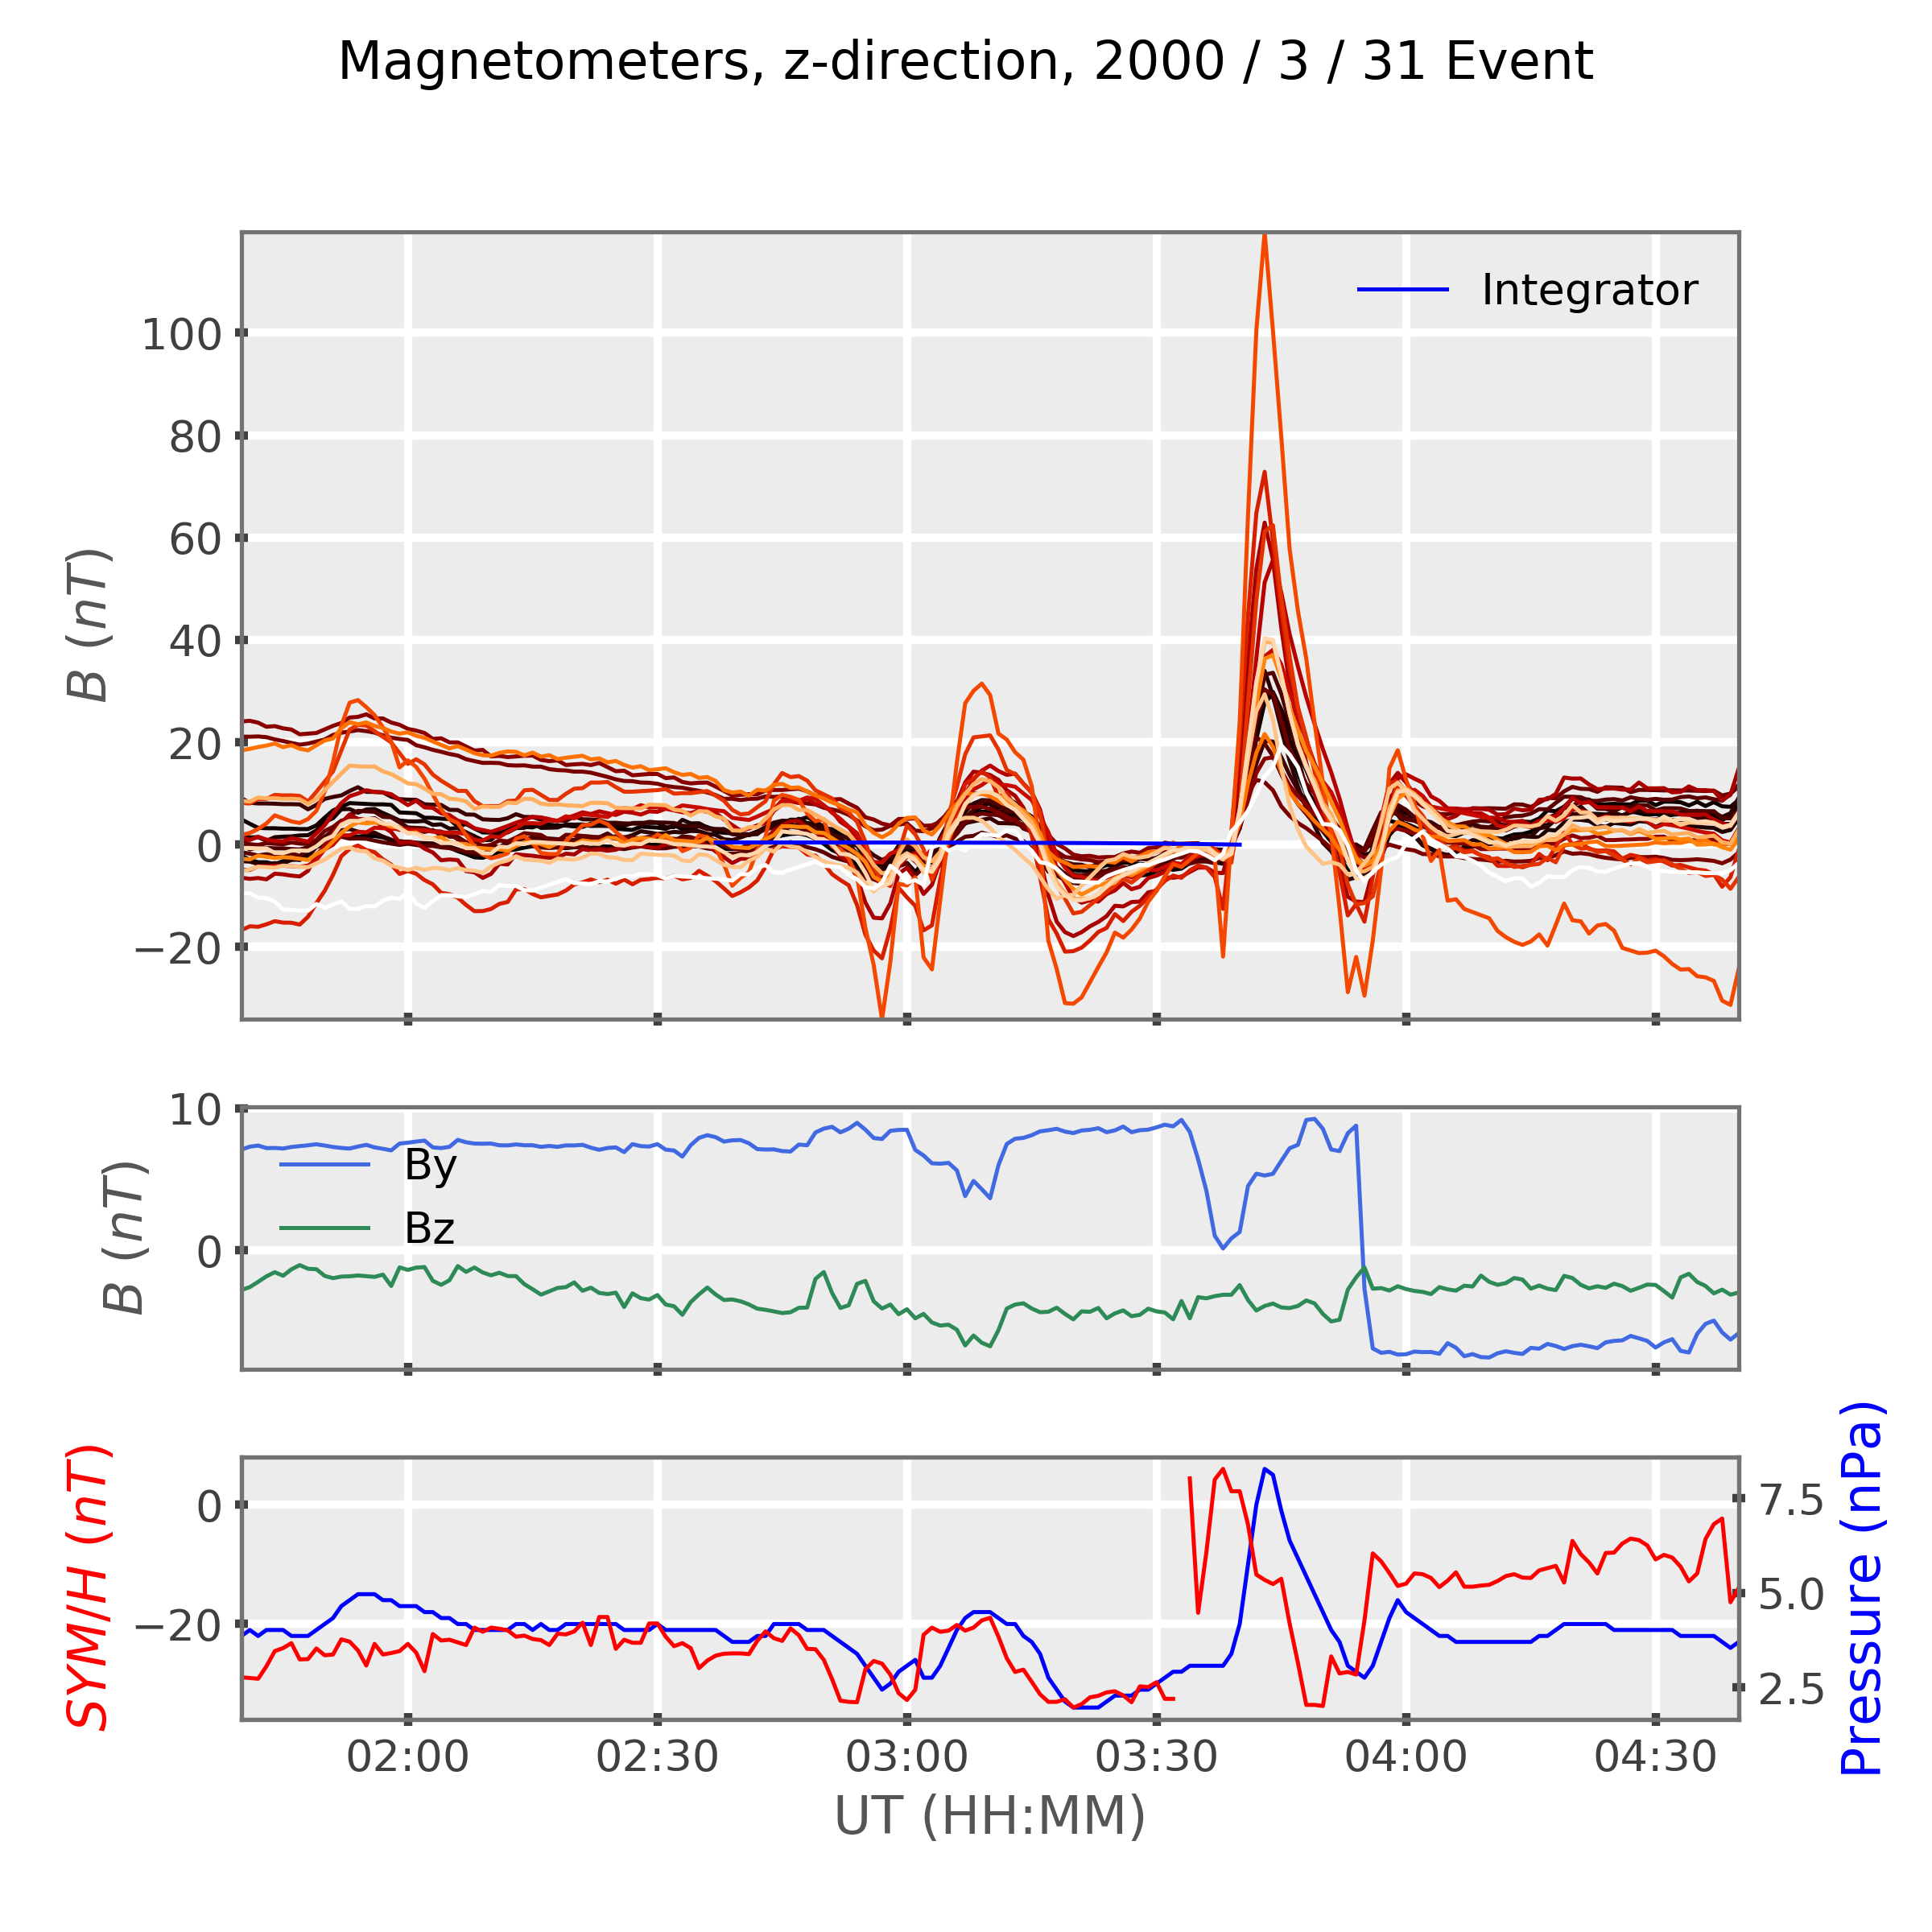 Magnetometers, z-direction, 2000 / 3 / 31 Event
Integrator
100
80
60
40
20
0
−20
B (nT)
By
Bz
10
0
B (nT)
0
−20
SYM/H (nT)
7.5
5.0
2.5
Pressure (nPa)
02:00 02:30 03:00 03:30 04:00 04:30
UT (HH:MM)